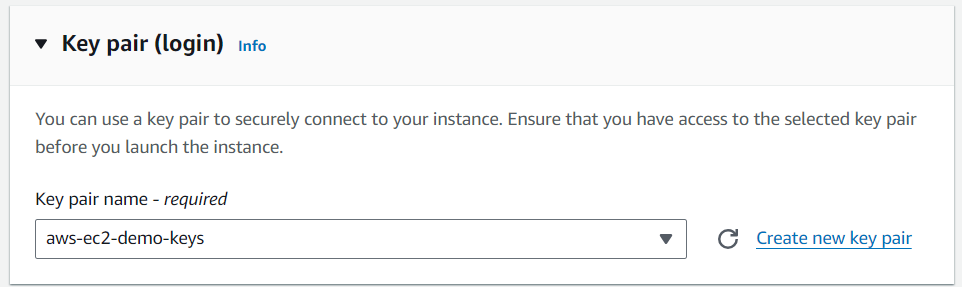 Key pair (login) Info
You can use a key pair to securely connect to your instance. Ensure that you have access to the selected key pair
before you launch the instance.
Key pair name - required
aws-ec2-demo-keys
Create new key pair